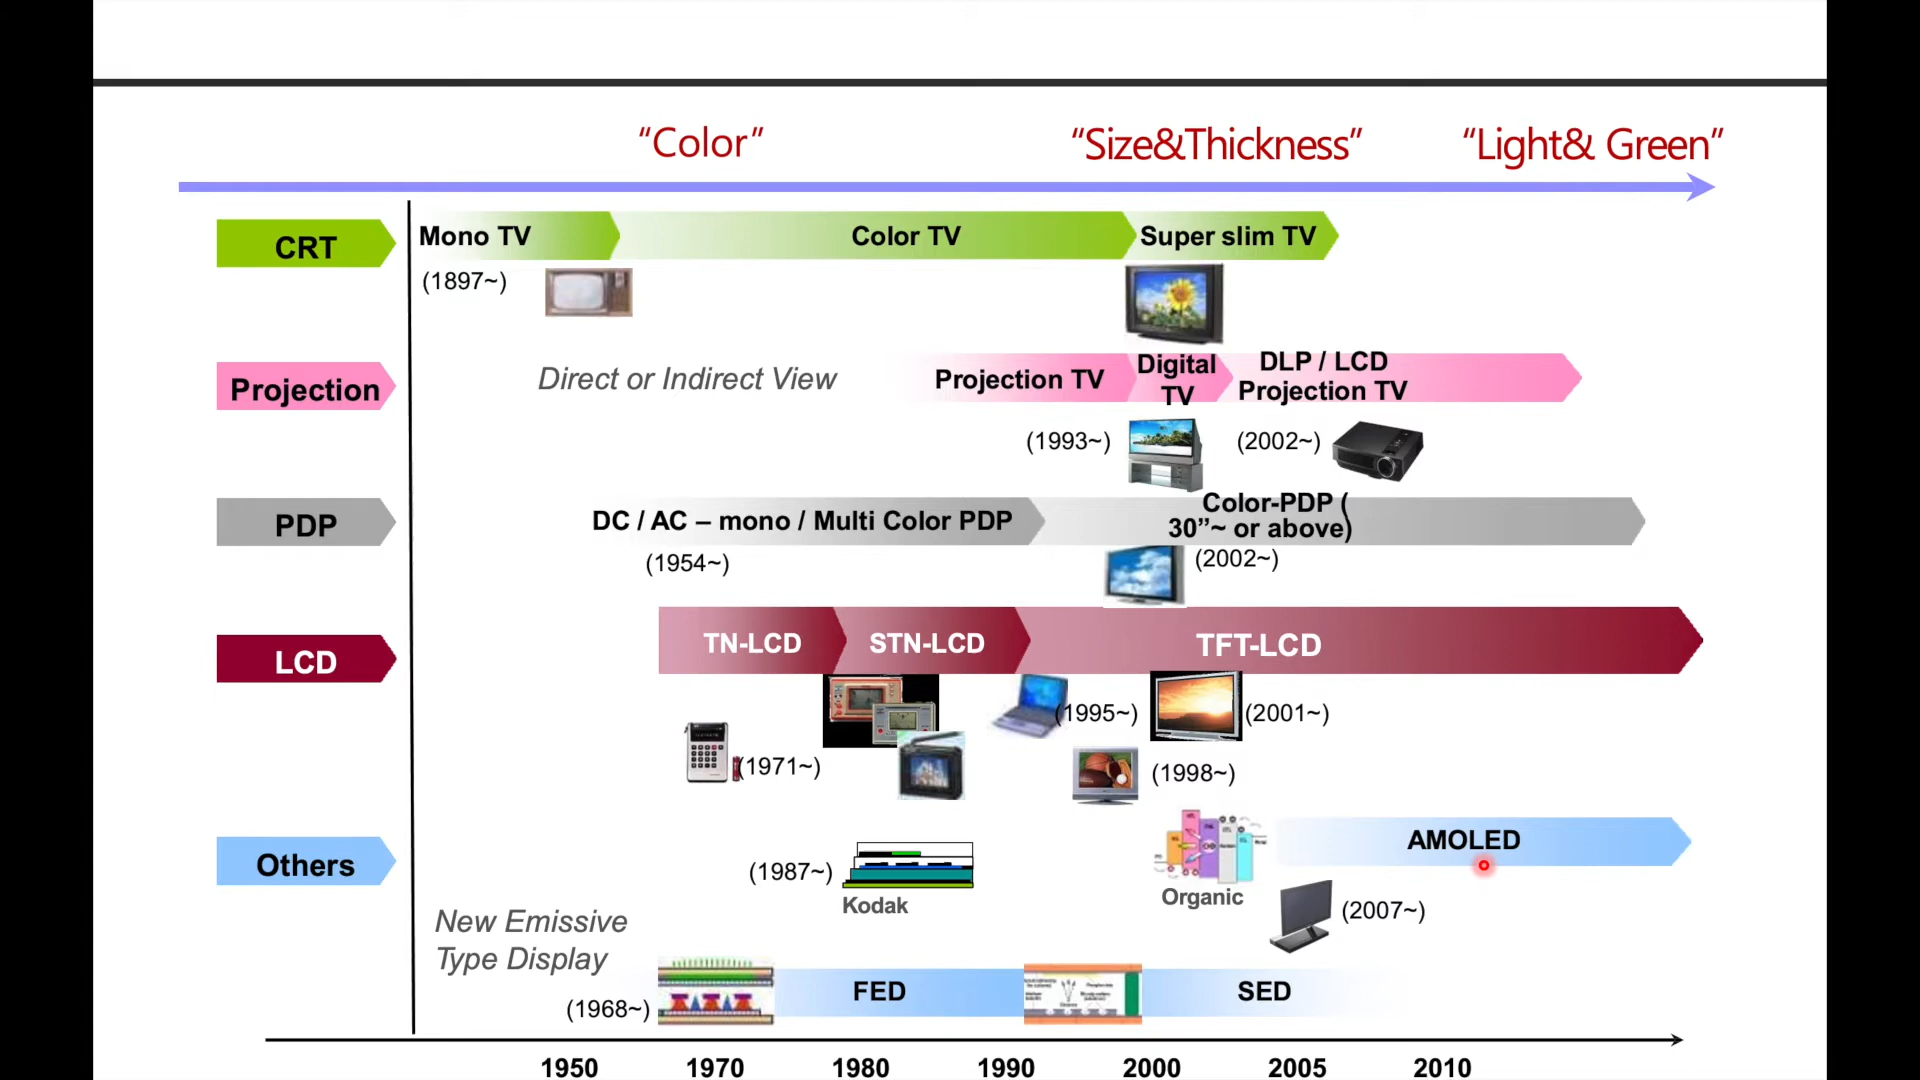 “Color”
“Size&Thickness”
“Light& Green”
CRT
Mono TV
Color TV
Super slim TV
(1897~)
Projection
Direct or Indirect View
Projection TV
Digital
TV
DLP / LCD
Projection TV
(1993~)
(2002~)
PDP
DC / AC – mono / Multi Color PDP
Color-PDP (
30”~ or above)
(1954~)
(2002~)
LCD
TN-LCD
STN-LCD
TFT-LCD
(1995~)
(2001~)
(1971~)
(1998~)
Others
AMOLED
(1987~)
Kodak
Organic
(2007~)
New Emissive
Type Display
(1968~)
FED
SED
1950
1970
1980
1990
2000
2005
2010